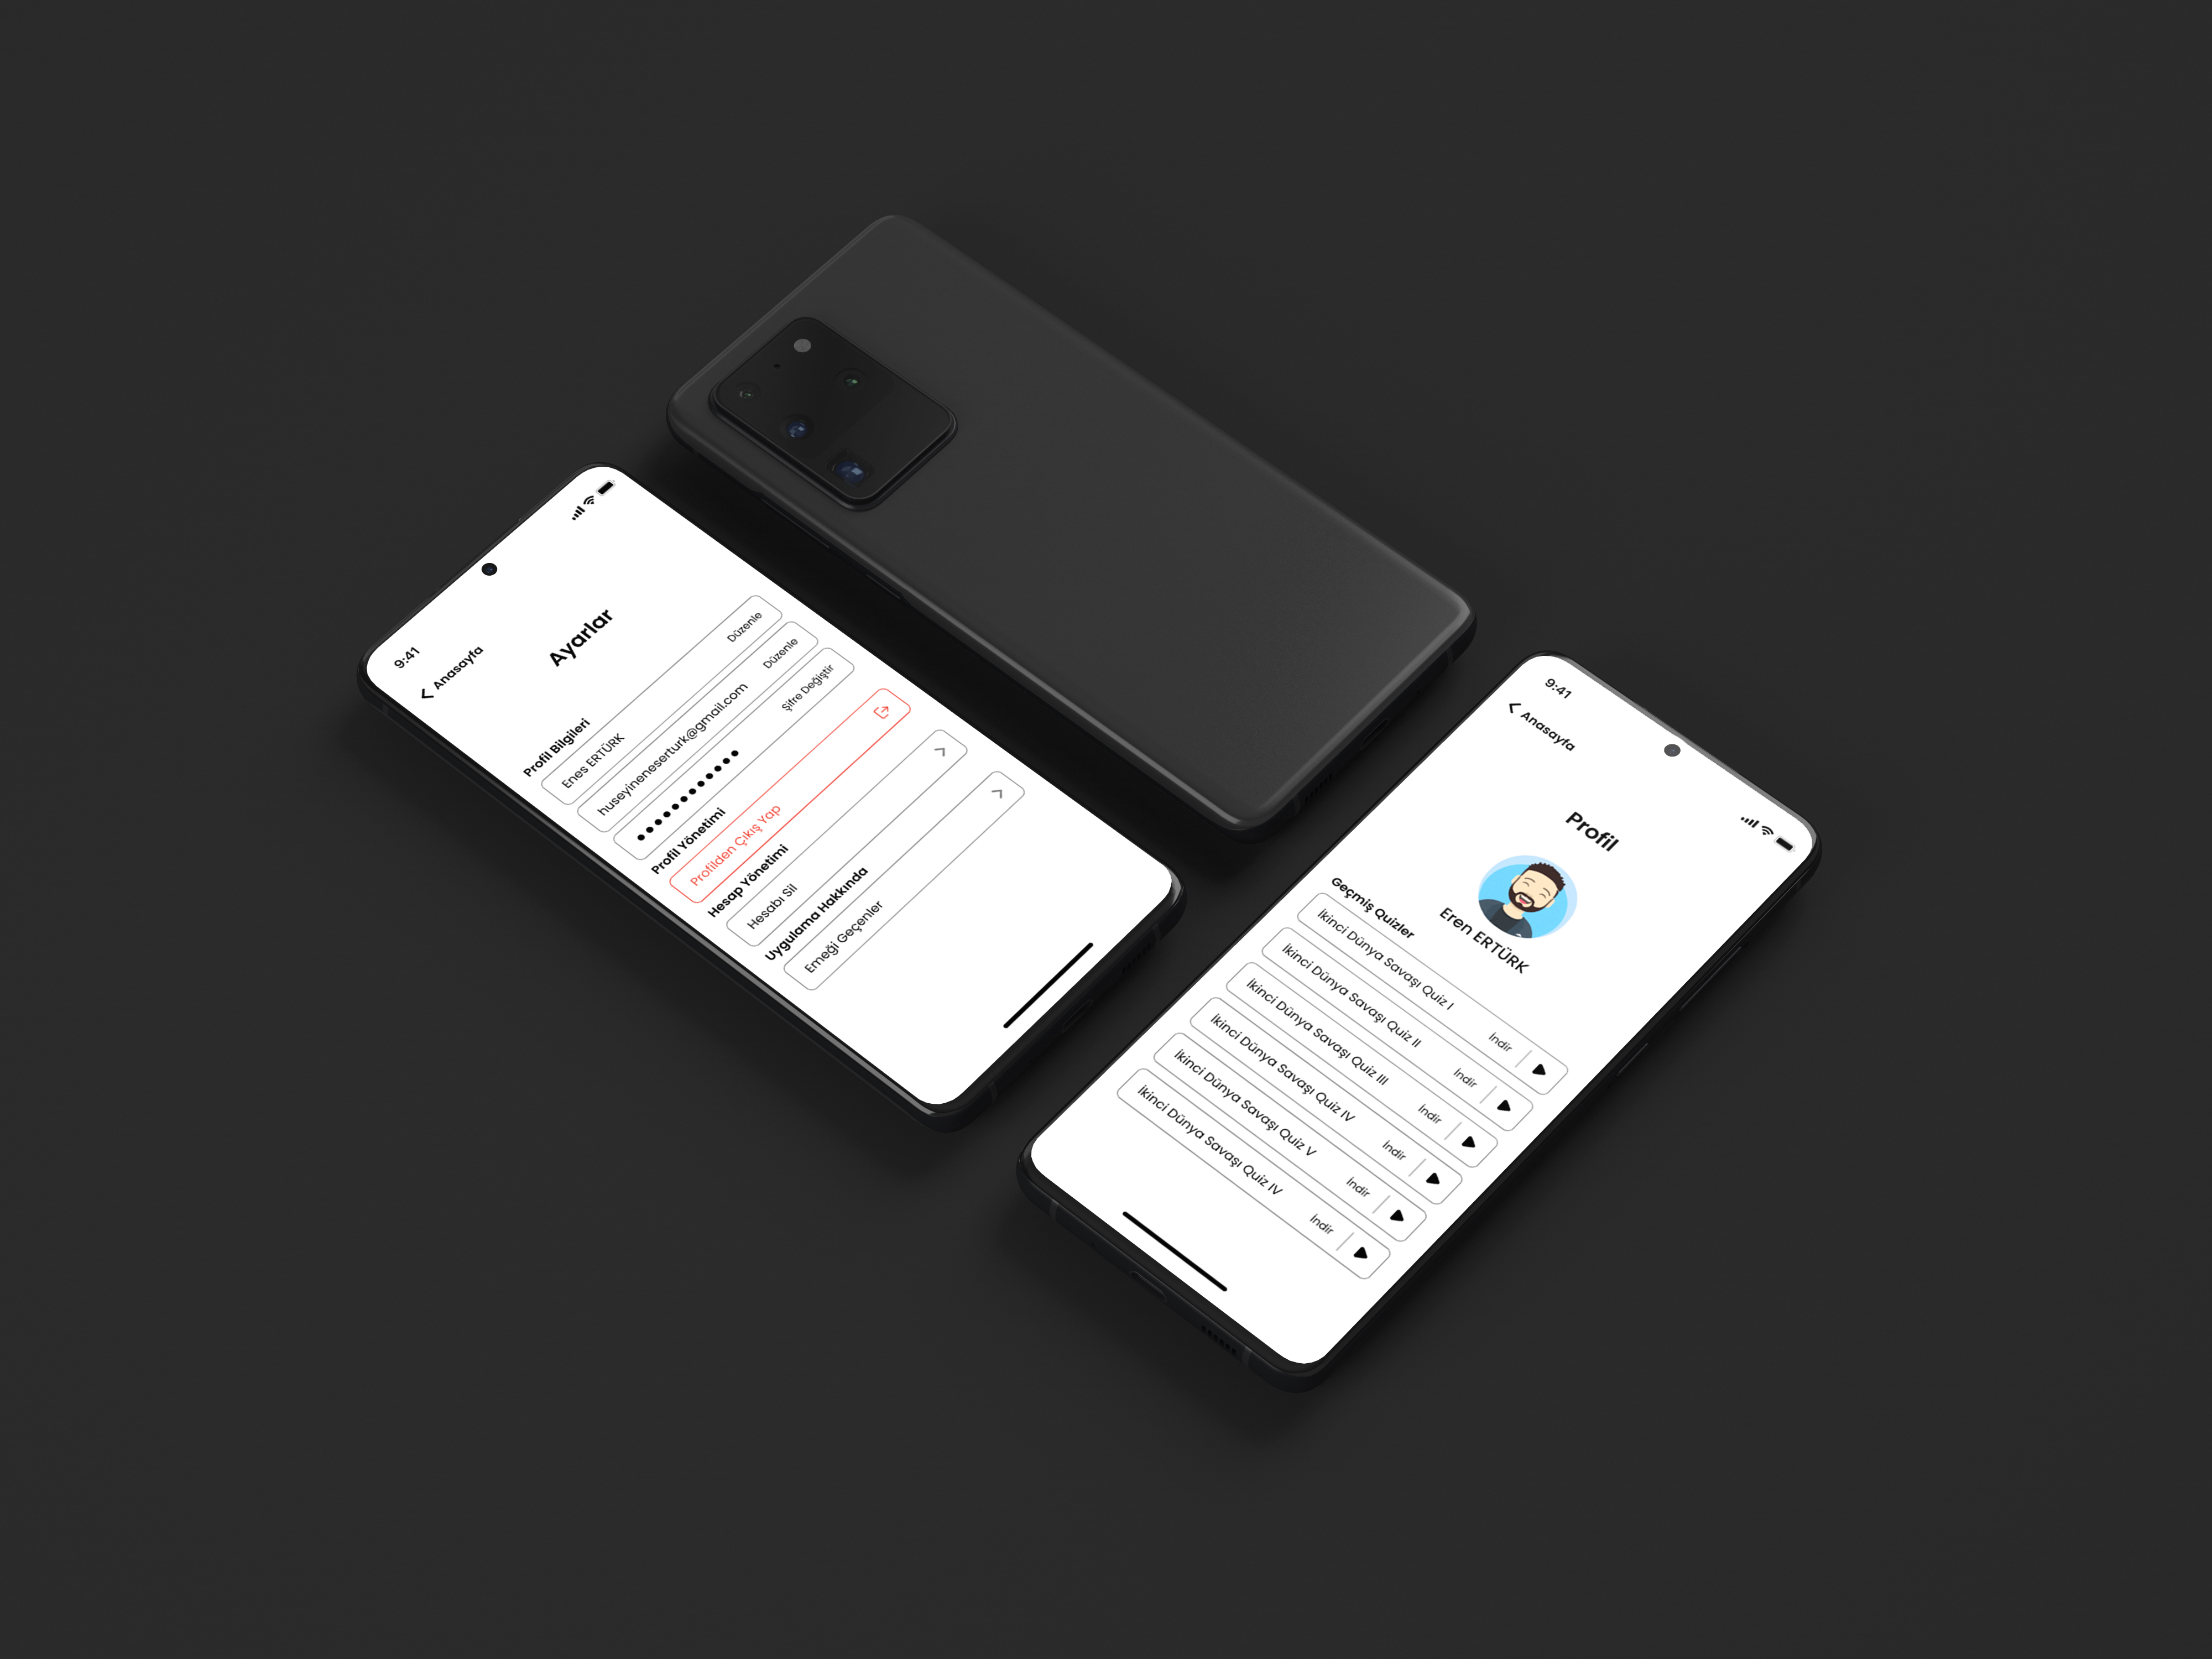 9:41
Anasayfa
Ayarlar
Profil Bilgileri
Enes ERTÜRK Düzenle
huseyineneserturk@gmail.com Düzenle
●●●●●●●●●●●● Şifre Değiştir
Profil Yönetimi
Profilden Çıkış Yap
Hesap Yönetimi
Hesabı Sil
Uygulama Hakkında
Emeği Geçenler
9:41
Anasayfa
Profil
Eren ERTÜRK
Geçmiş Quizler
İkinci Dünya Savaşı Quiz I İndir
İkinci Dünya Savaşı Quiz II İndir
İkinci Dünya Savaşı Quiz III İndir
İkinci Dünya Savaşı Quiz IV İndir
İkinci Dünya Savaşı Quiz V İndir
İkinci Dünya Savaşı Quiz IV İndir